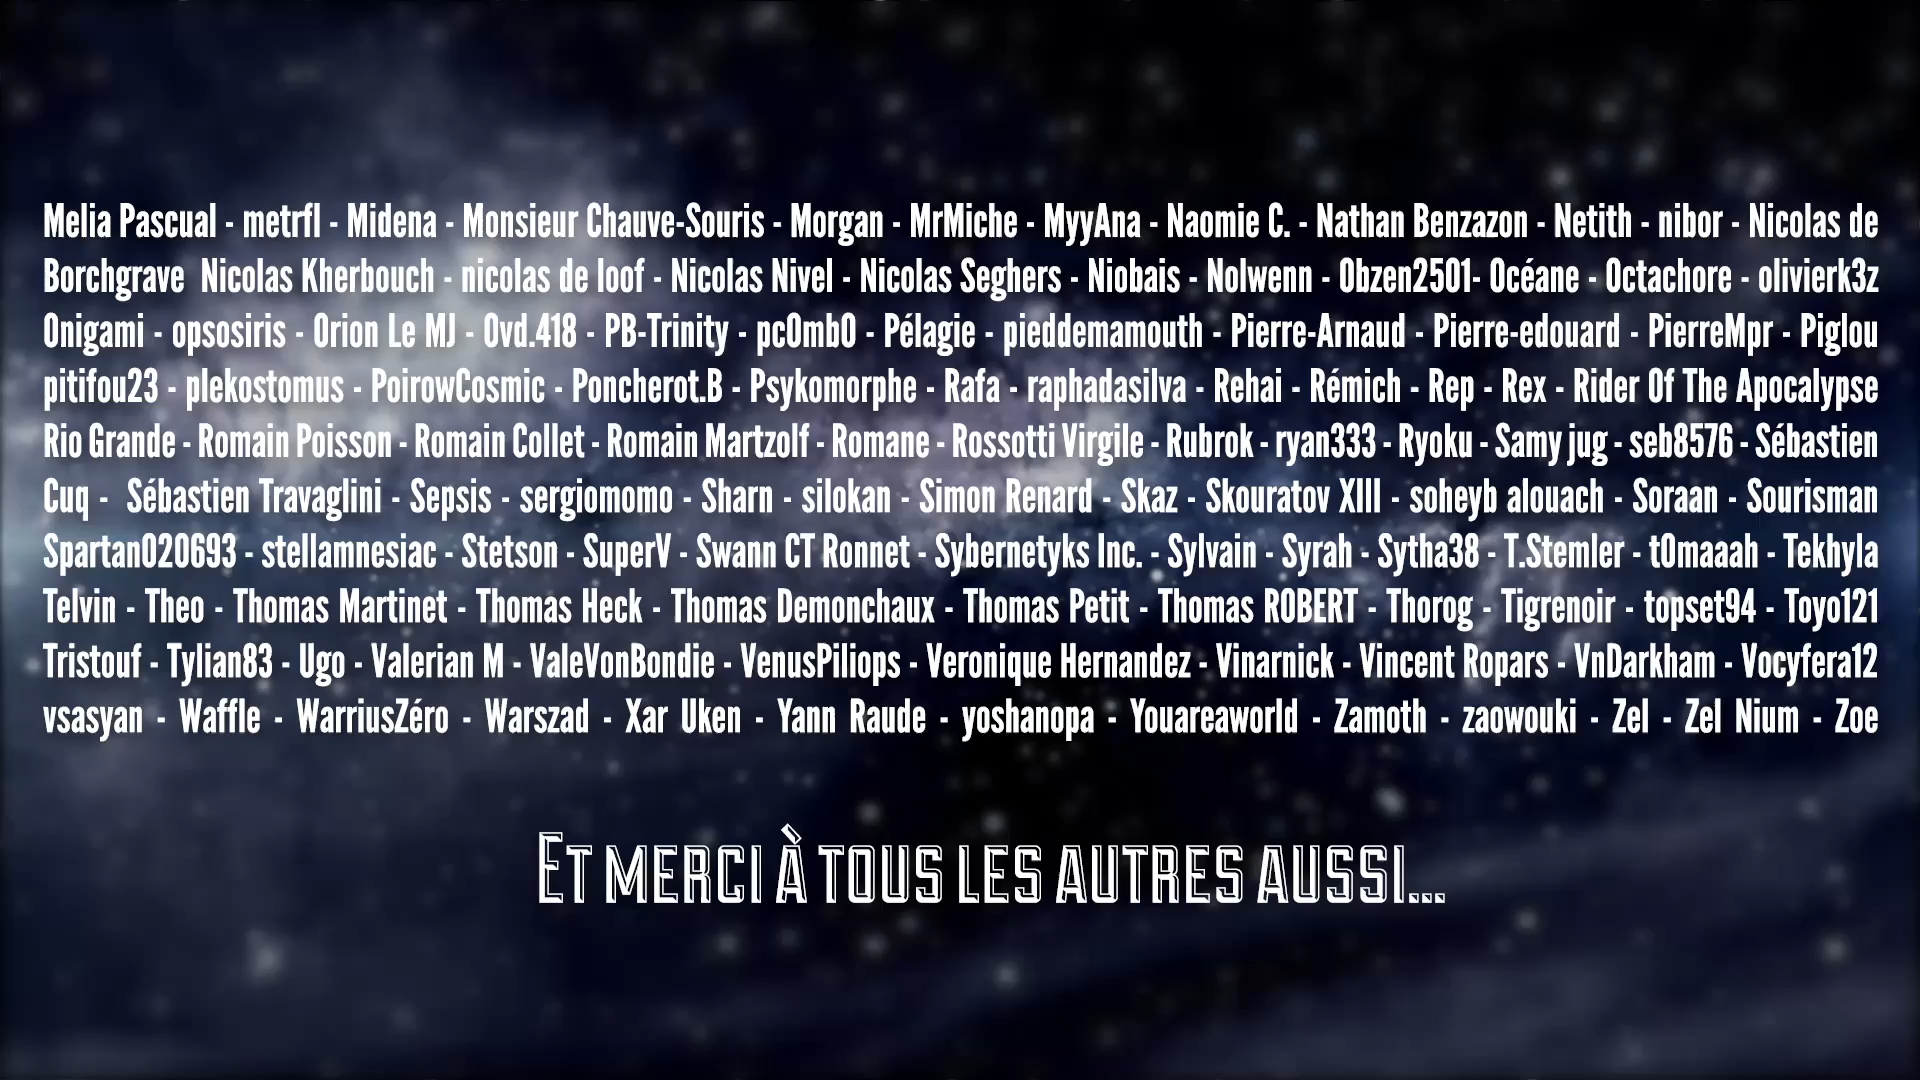 Melia Pascual - metrfl - Midena - Monsieur Chauve-Souris - Morgan - MrMiche - MyyAna - Naomie C. - Nathan Benzazon - Netith - nibor - Nicolas de
Borchgrave  Nicolas Kherbouch - nicolas de loof - Nicolas Nivel - Nicolas Seghers - Niobais - Nolwenn - Obzen2501- Océane - Octachore - olivierk3z
Onigami - opsosiris - Orion Le MJ - Ovd.418 - PB-Trinity - pc0mb0 - Pélagie - pieddemamouth - Pierre-Arnaud - Pierre-edouard - PierreMpr - Piglou
pitifou23 - plekostomus - PoirowCosmic - Poncherot.B - Psykomorphe - Rafa - raphadasilva - Rehai - Rémich - Rep - Rex - Rider Of The Apocalypse
Rio Grande - Romain Poisson - Romain Collet - Romain Martzolf - Romane - Rossotti Virgile - Rubrok - ryan333 - Ryoku - Samy jug - seb8576 - Sébastien
Cuq -  Sébastien Travaglini - Sepsis - sergiomomo - Sharn - silokan - Simon Renard - Skaz - Skouratov XIII - soheyb alouach - Soraan - Sourisman
Spartan020693 - stellamnesiac - Stetson - SuperV - Swann CT Ronnet - Sybernetyks Inc. - Sylvain - Syrah - Sytha38 - T.Stemler - t0maaah - Tekhyla
Telvin - Theo - Thomas Martinet - Thomas Heck - Thomas Demonchaux - Thomas Petit - Thomas ROBERT - Thorog - Tigrenoir - topset94 - Toyo121
Tristouf - Tylian83 - Ugo - Valerian M - ValeVonBondie - VenusPiliops - Veronique Hernandez - Vinarnick - Vincent Ropars - VnDarkham - Vocyfera12
vsasyan - Waffle - WarriusZéro - Warszad - Xar Uken - Yann Raude - yoshanopa - Youareaworld - Zamoth - zaowouki - Zel - Zel Nium - Zoe
Et merci à tous les autres aussi...